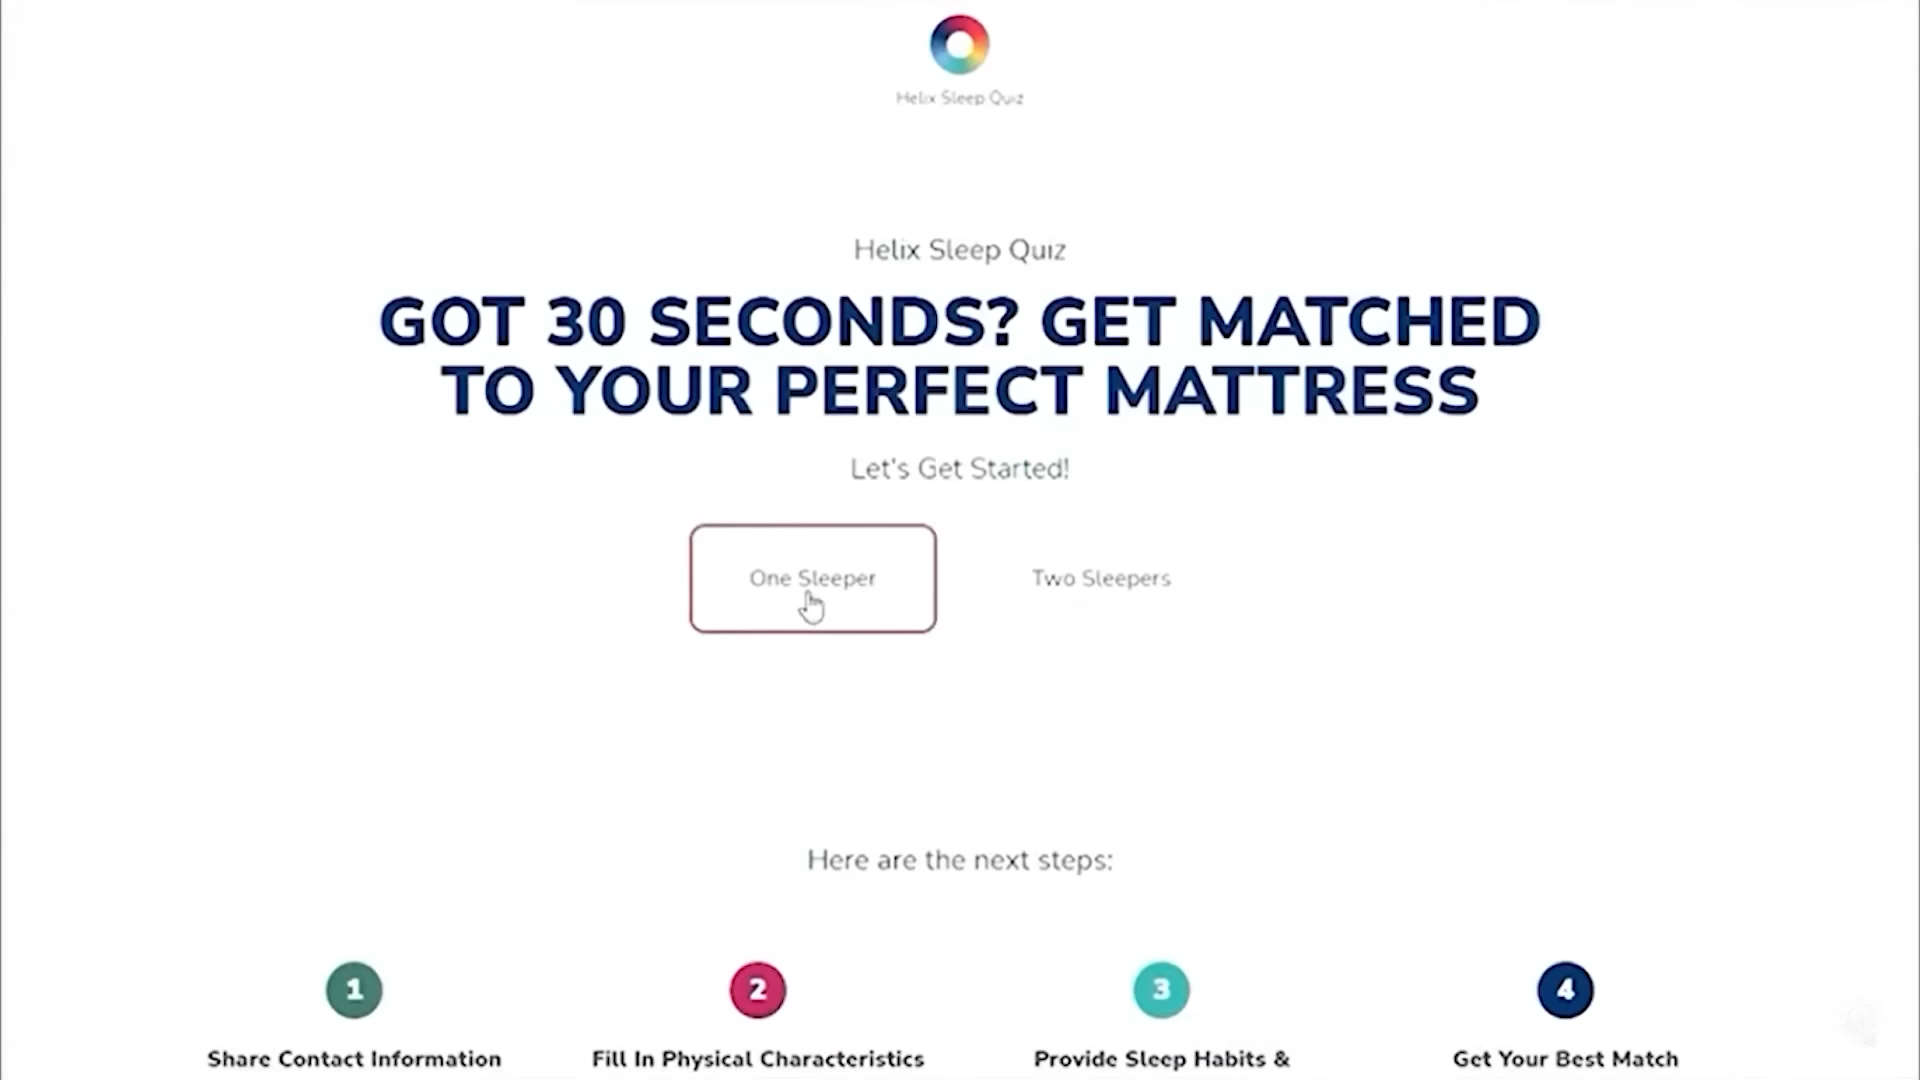 Helix Sleep Quiz
Helix Sleep Quiz
GOT 30 SECONDS? GET MATCHED
TO YOUR PERFECT MATTRESS
Let's Get Started!
One Sleeper
Two Sleepers
Here are the next steps:
1
2
3
4
Share Contact Information
Fill In Physical Characteristics
Provide Sleep Habits &
Get Your Best Match